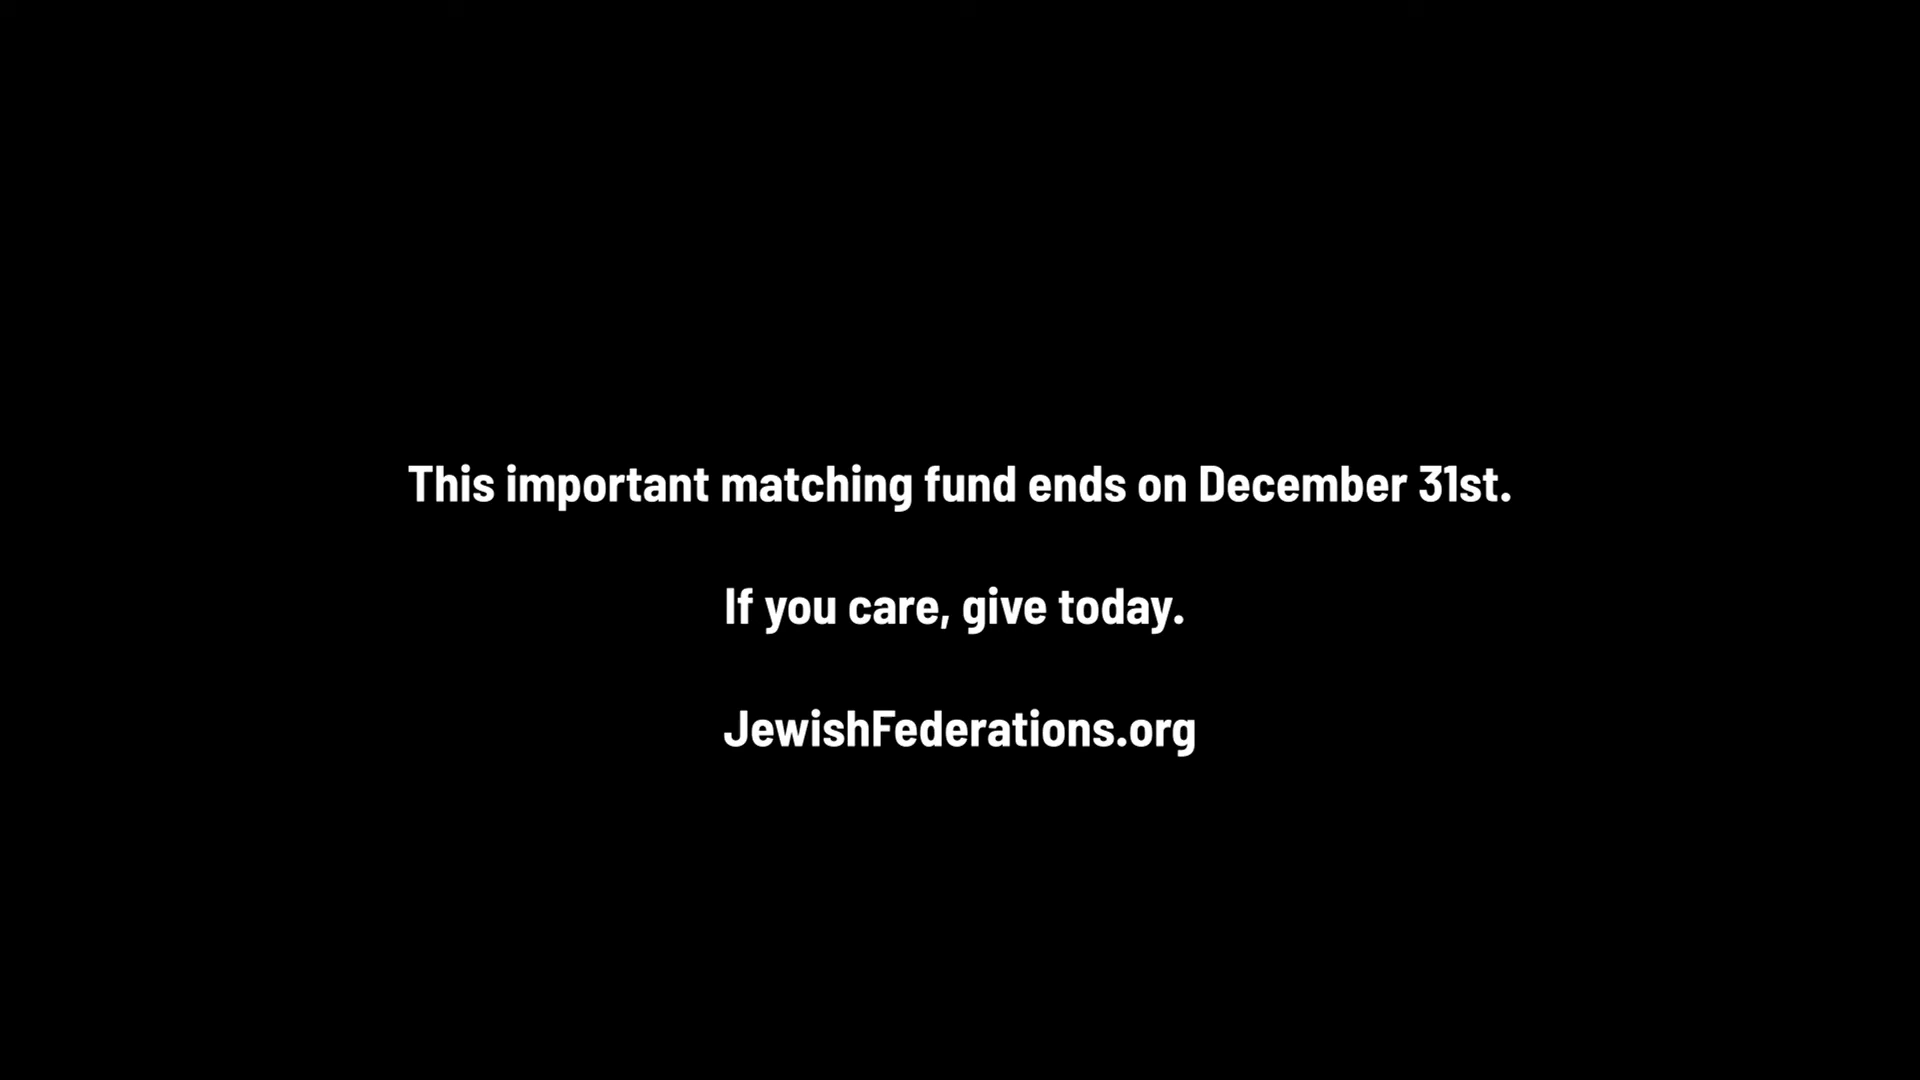 This important matching fund ends on December 31st.
If you care, give today.
JewishFederations.org